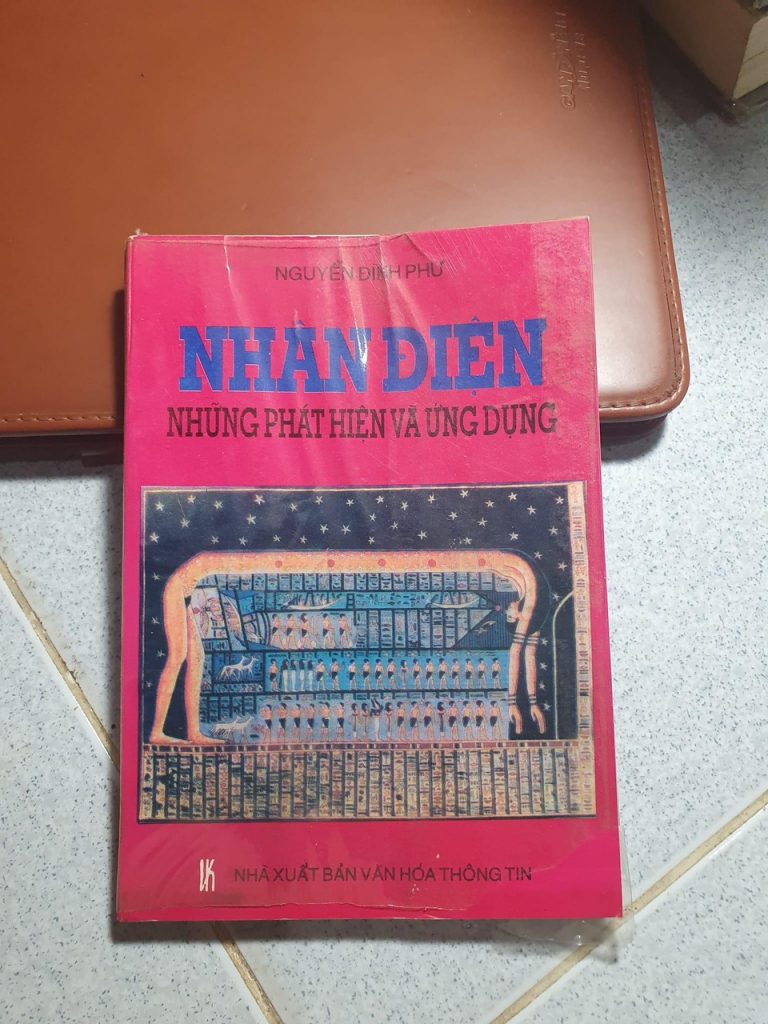 NGUYỄN ĐÌNH PHƯ
NHÂN ĐIỆN
NHỮNG PHÁT HIỆN VÀ ỨNG DỤNG
NHÀ XUẤT BẢN VĂN HÓA THÔNG TIN